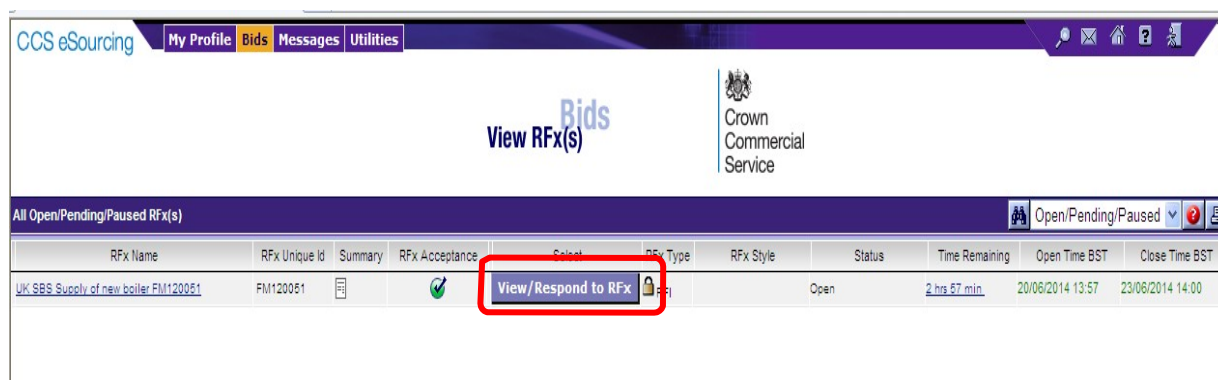 CCS eSourcing My Profile Bids Messages Utilities
Bids
View RFx(s)
Crown
Commercial
Service
All Open/Pending/Paused RFx(s) Open/Pending/Paused
RFx Name RFx Unique Id Summary RFx Acceptance Select RFx Type RFx Style Status Time Remaining Open Time BST Close Time BST
UK SBS Supply of new boiler FM120051 FM120051 View/Respond to RFx Open 2 hrs 57 min 20/06/2014 13:57 23/06/2014 14:00